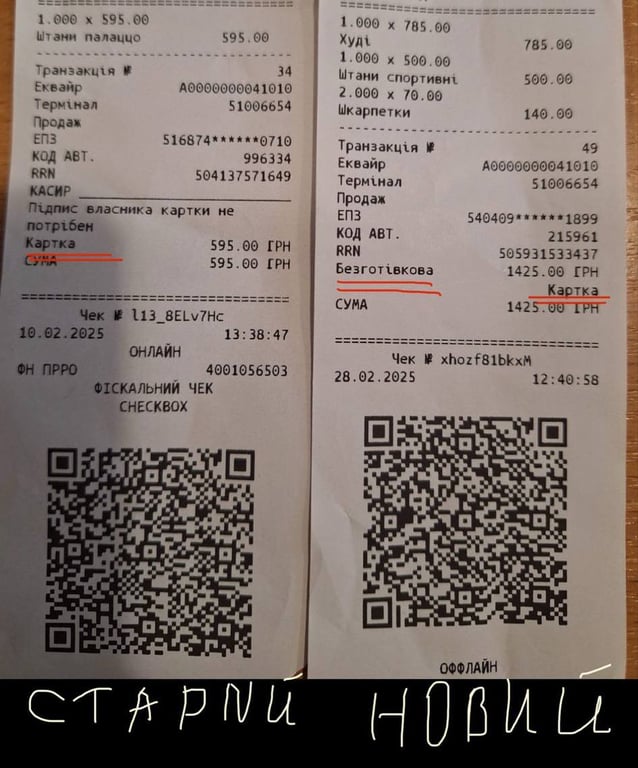 1.000 x 595.00
Штани палаццо 595.00
Транзакція № 34
Еквайр A0000000041010
Термінал 51006654
Продаж
ЕПЗ 516874******0710
КОД АВТ. 996334
RRN 504137571649
КАСИР
Підпис власника картки не
потрібен
Картка 595.00 ГРН
СУМА 595.00 ГРН
Чек № l13_8ELv7Hc
10.02.2025 13:38:47
ОНЛАЙН
ФН ПРРО 4001056503
ФІСКАЛЬНИЙ ЧЕК
CHECKBOX
1.000 x 785.00
Худі 785.00
1.000 x 500.00
Штани спортивні 500.00
2.000 x 70.00
Шкарпетки 140.00
Транзакція № 49
Еквайр A0000000041010
Термінал 51006654
Продаж
ЕПЗ 540409******1899
КОД АВТ. 215961
RRN 505931533437
Безготівкова 1425.00 ГРН
Картка
СУМА 1425.00 ГРН
Чек № xhozf81bkxM
28.02.2025 12:40:58
ОФФЛАЙН
СТАРИЙ НОВИЙ